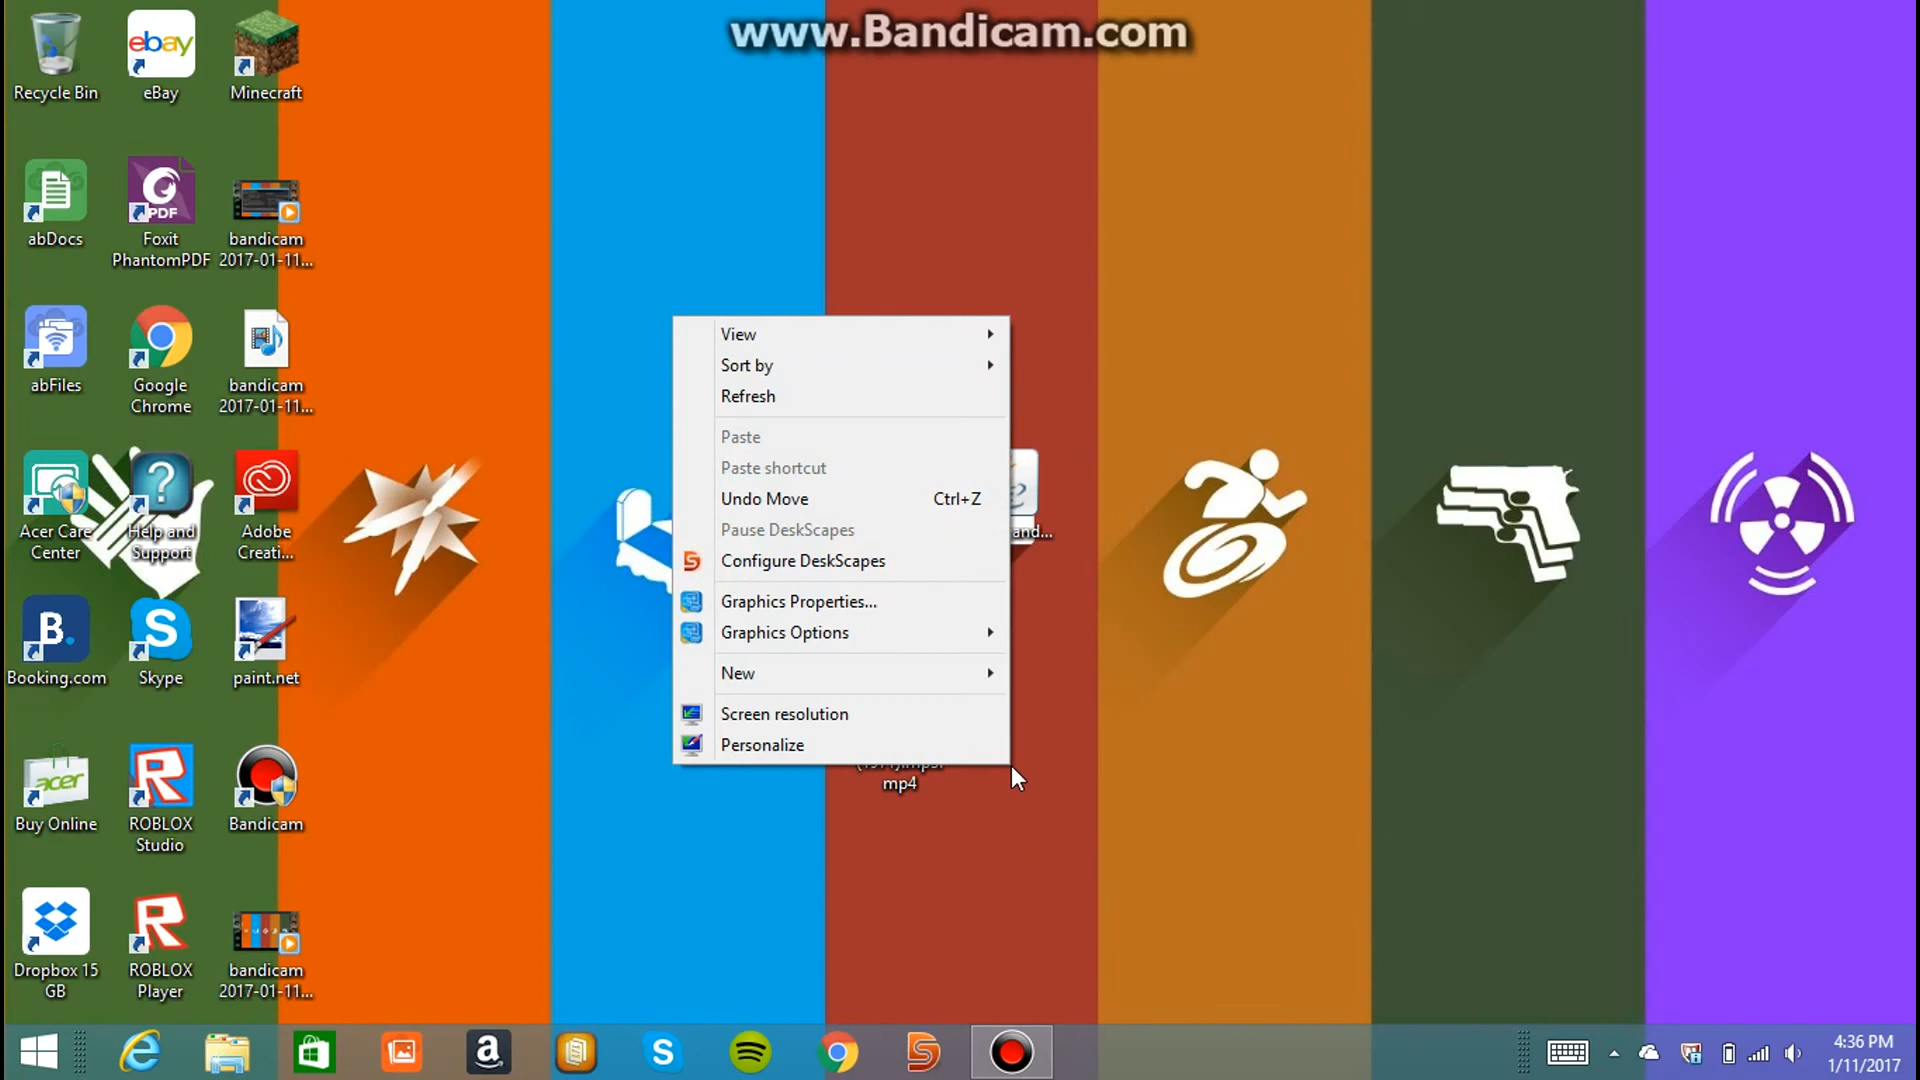 www.Bandicam.com
Recycle Bin
ebay
eBay
Minecraft
abDocs
PDF
Foxit
PhantomPDF
bandicam
2017-01-11...
abFiles
Google
Chrome
bandicam
2017-01-11...
Acer Care
Center
Help and
Support
Adobe
Creati...
B.
Booking.com
Skype
paint.net
acer
Buy Online
ROBLOX
Studio
Bandicam
Dropbox 15
GB
ROBLOX
Player
bandicam
2017-01-11...
View
Sort by
Refresh
Paste
Paste shortcut
Undo Move Ctrl+Z
Pause DeskScapes
Configure DeskScapes
Graphics Properties...
Graphics Options
New
Screen resolution
Personalize
and...
mp4
4:36 PM
1/11/2017